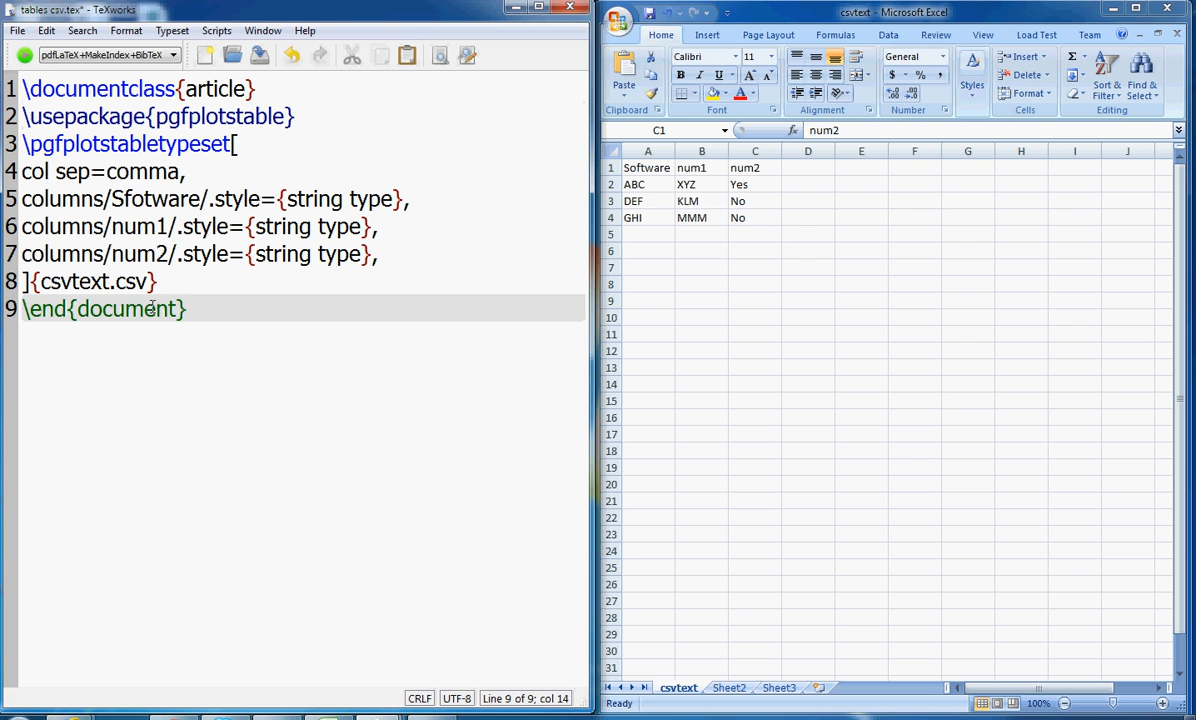 tables csv.tex* - TeXworks
File Edit Search Format Typeset Scripts Window Help
pdfLaTeX+MakeIndex+BibTeX
1 \documentclass{article}
2 \usepackage{pgfplotstable}
3 \pgfplotstabletypeset[
4 col sep=comma,
5 columns/Sfotware/.style={string type},
6 columns/num1/.style={string type},
7 columns/num2/.style={string type},
8 ]{csvtext.csv}
9 \end{document}
CRLF UTF-8 Line 9 of 9; col 14
csvtext - Microsoft Excel
Home Insert Page Layout Formulas Data Review View Load Test Team
Paste Calibri 11 General Styles Insert Delete Format Sort & Filter Find & Select
Clipboard Font Alignment Number Cells Editing
C1 fx num2
A B C D E F G H I J
1 Software num1 num2
2 ABC XYZ Yes
3 DEF KLM No
4 GHI MMM No
5
6
7
8
9
10
11
12
13
14
15
16
17
18
19
20
21
22
23
24
25
26
27
28
29
30
31
csvtext Sheet2 Sheet3
Ready 100%